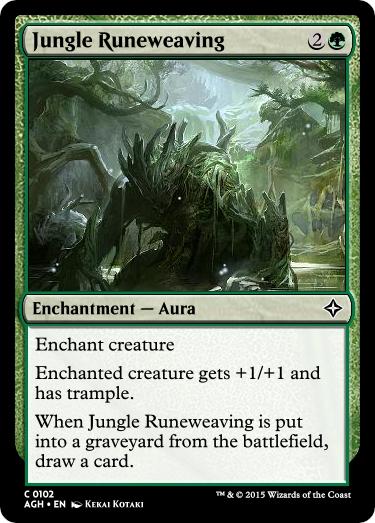 Jungle Runeweaving 2
Enchantment — Aura
Enchant creature
Enchanted creature gets +1/+1 and
has trample.
When Jungle Runeweaving is put
into a graveyard from the battlefield,
draw a card.
C 0102
AGH • EN Kekai Kotaki
™ & © 2015 Wizards of the Coast